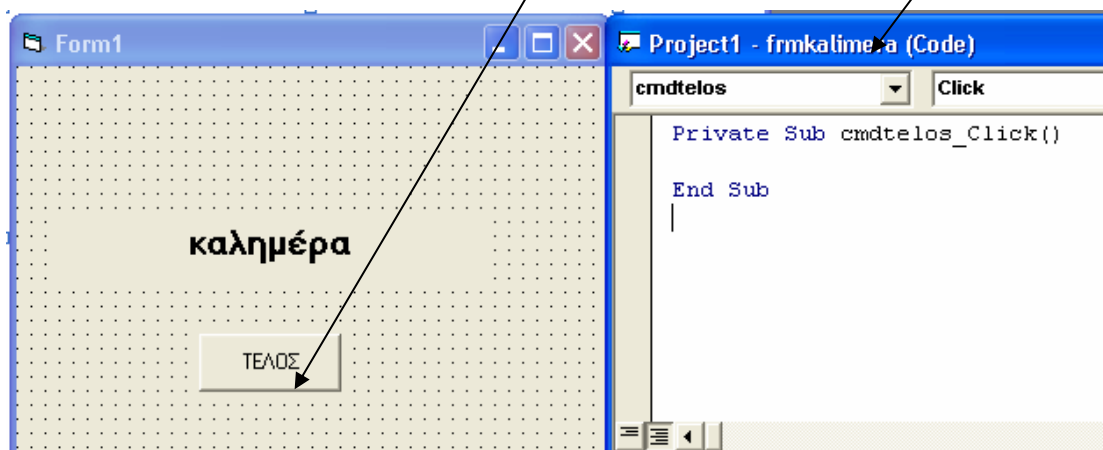 Form1
καλημέρα
ΤΕΛΟΣ
Project1 - frmkalimera (Code)
cmdtelos Click
Private Sub cmdtelos_Click()
End Sub